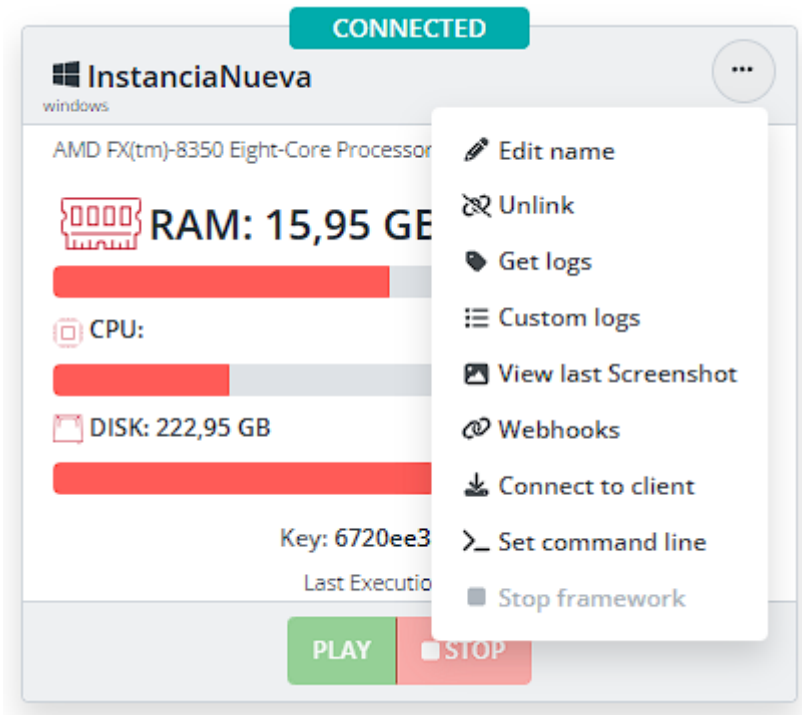 CONNECTED
InstanciaNueva
windows
AMD FX(tm)-8350 Eight-Core Processor
RAM: 15,95 GB
CPU:
DISK: 222,95 GB
Key: 6720ee3
Last Executio
PLAY
STOP
Edit name
Unlink
Get logs
Custom logs
View last Screenshot
Webhooks
Connect to client
Set command line
Stop framework